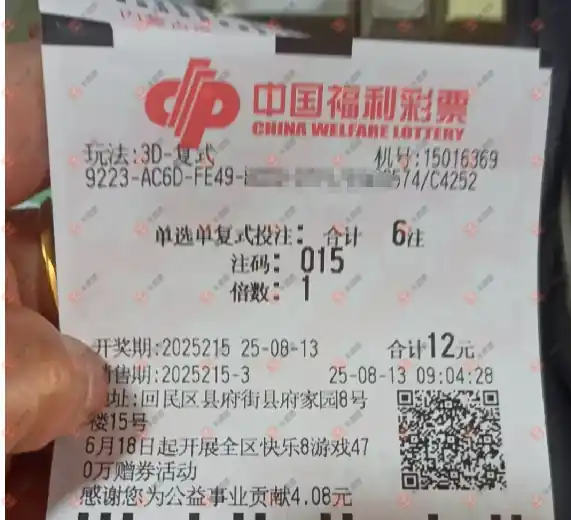 中国福利彩票
CHINA WELFARE LOTTERY
玩法:3D-复式 机号:15016369
9223-AC6D-FE49- 574/C4252
单选单复式投注: 合计 6注
注码: 015
倍数: 1
开奖期:2025215 25-08-13 合计12元
销售期:2025215-3 25-08-13 09:04:28
址:回民区县府街县府家园8号
楼15号
6月18日起开展全区快乐8游戏47
0万赠券活动
感谢您为公益事业贡献4.08元